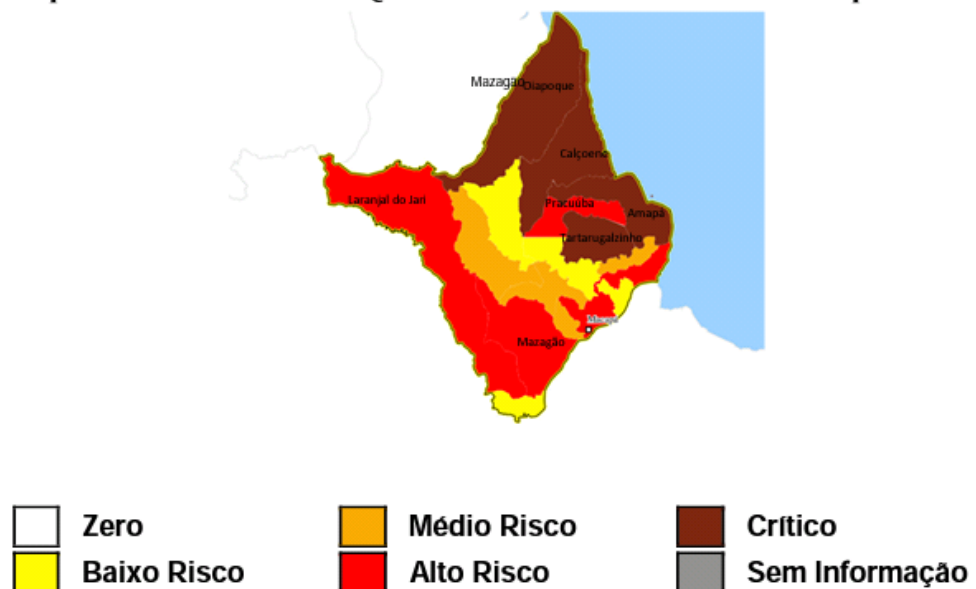 Mazagão
Oiapoque
Calçoene
Laranjal do Jari
Pracuúba
Amapá
Tartarugalzinho
Macapá
Mazagão
Zero
Médio Risco
Crítico
Baixo Risco
Alto Risco
Sem Informação